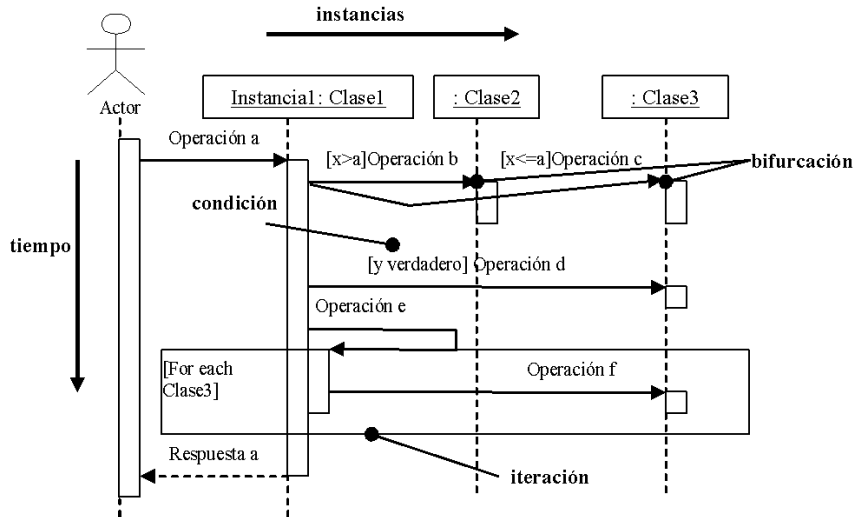 instancias
Actor
Instancia1: Clase1
: Clase2
: Clase3
Operación a
[x>a]Operación b
[x<=a]Operación c
bifurcación
condición
tiempo
[y verdadero] Operación d
Operación e
[For each
Clase3]
Operación f
Respuesta a
iteración